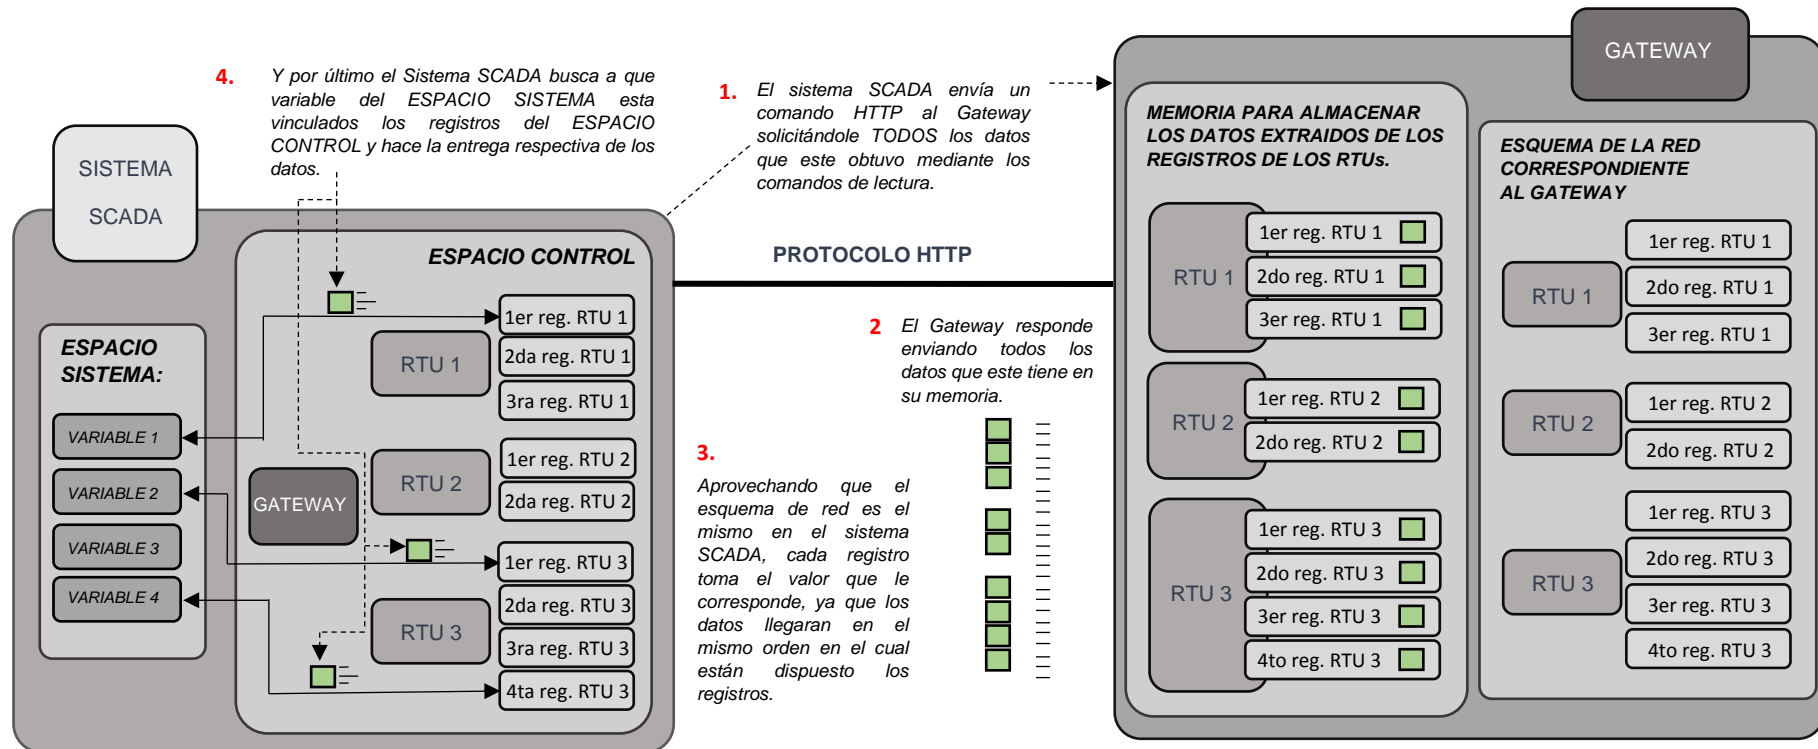 4.
Y por último el Sistema SCADA busca a que
variable del ESPACIO SISTEMA esta
vinculados los registros del ESPACIO
CONTROL y hace la entrega respectiva de los
datos.
1.
El sistema SCADA envía un
comando HTTP al Gateway
solicitándole TODOS los datos
que este obtuvo mediante los
comandos de lectura.
SISTEMA
SCADA
ESPACIO CONTROL
1er reg. RTU 1
2da reg. RTU 1
3ra reg. RTU 1
RTU 1
ESPACIO
SISTEMA:
VARIABLE 1
VARIABLE 2
VARIABLE 3
VARIABLE 4
GATEWAY
RTU 2
1er reg. RTU 2
2da reg. RTU 2
RTU 3
1er reg. RTU 3
2da reg. RTU 3
3ra reg. RTU 3
4ta reg. RTU 3
PROTOCOLO HTTP
2
El Gateway responde
enviando todos los
datos que este tiene en
su memoria.
3.
Aprovechando que el
esquema de red es el
mismo en el sistema
SCADA, cada registro
toma el valor que le
corresponde, ya que los
datos llegaran en el
mismo orden en el cual
están dispuesto los
registros.
GATEWAY
MEMORIA PARA ALMACENAR
LOS DATOS EXTRAIDOS DE LOS
REGISTROS DE LOS RTUs.
RTU 1
1er reg. RTU 1
2do reg. RTU 1
3er reg. RTU 1
RTU 2
1er reg. RTU 2
2do reg. RTU 2
RTU 3
1er reg. RTU 3
2do reg. RTU 3
3er reg. RTU 3
4to reg. RTU 3
ESQUEMA DE LA RED
CORRESPONDIENTE
AL GATEWAY
RTU 1
1er reg. RTU 1
2do reg. RTU 1
3er reg. RTU 1
RTU 2
1er reg. RTU 2
2do reg. RTU 2
RTU 3
1er reg. RTU 3
2do reg. RTU 3
3er reg. RTU 3
4to reg. RTU 3